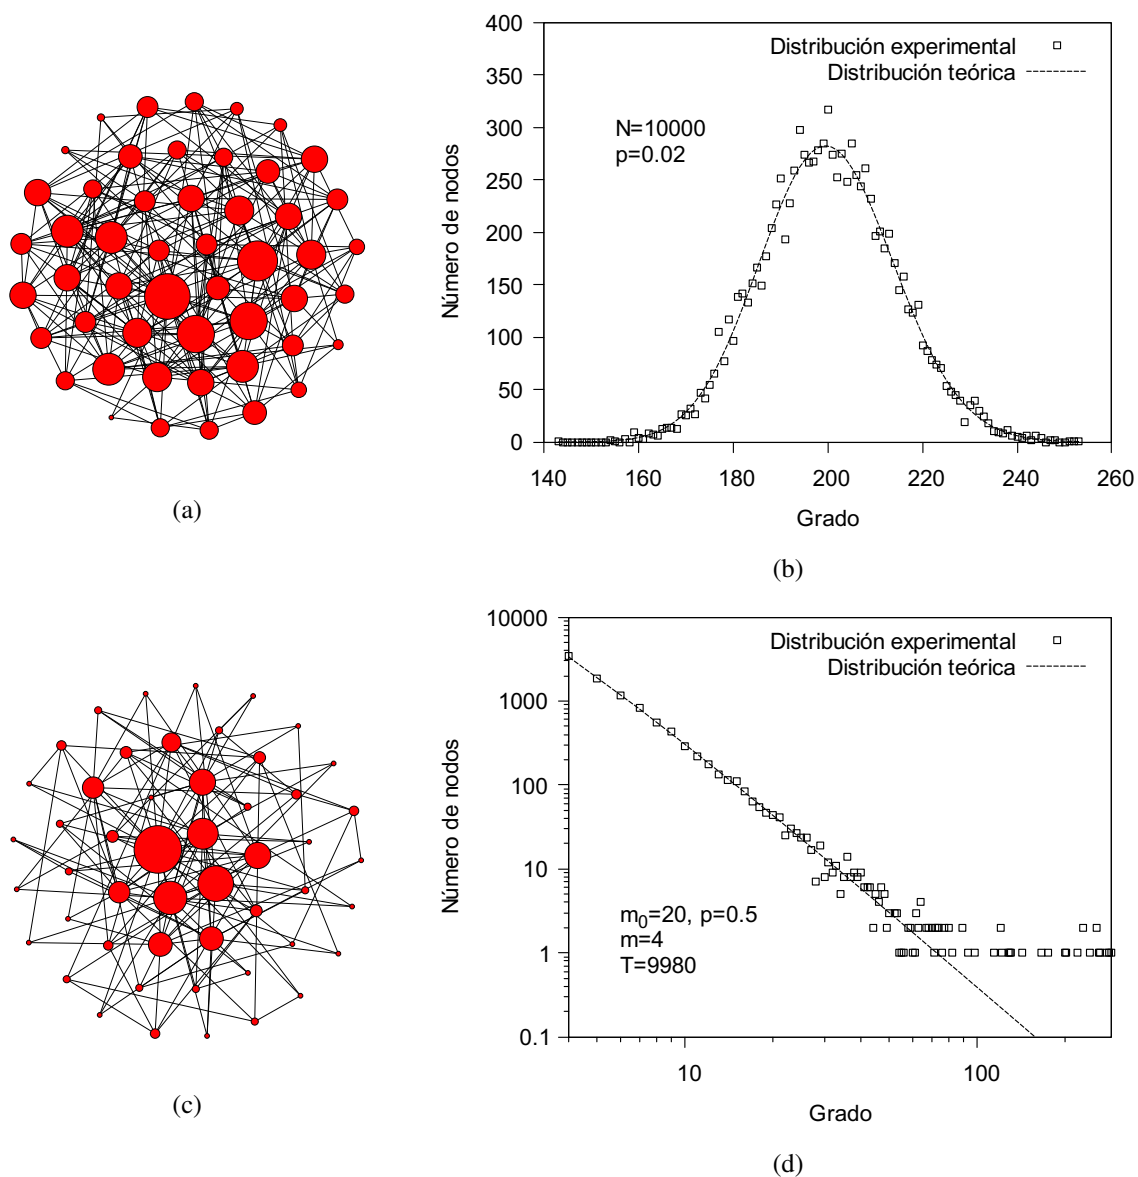 400
350
300
250
200
150
100
50
0
Número de nodos
Distribución experimental
Distribución teórica
N=10000
p=0.02
140 160 180 200 220 240 260
Grado
(a)
(b)
10000
1000
100
10
1
0.1
Número de nodos
Distribución experimental
Distribución teórica
m0=20, p=0.5
m=4
T=9980
10 100
Grado
(c)
(d)